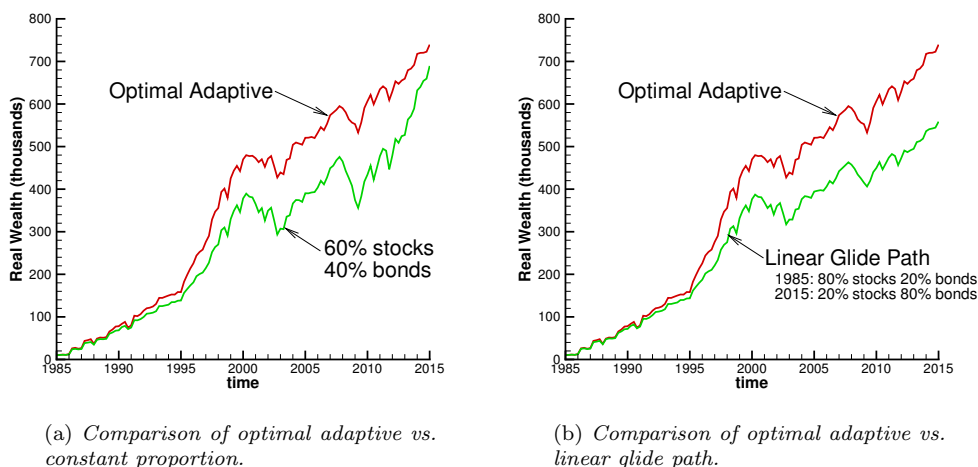 Real Wealth (thousands)
800
700
600
500
400
300
200
100
0
Optimal Adaptive
60% stocks
40% bonds
1985 1990 1995 2000 2005 2010 2015
time
(a) Comparison of optimal adaptive vs.
constant proportion.
Real Wealth (thousands)
800
700
600
500
400
300
200
100
0
Optimal Adaptive
Linear Glide Path
1985: 80% stocks 20% bonds
2015: 20% stocks 80% bonds
1985 1990 1995 2000 2005 2010 2015
time
(b) Comparison of optimal adaptive vs.
linear glide path.